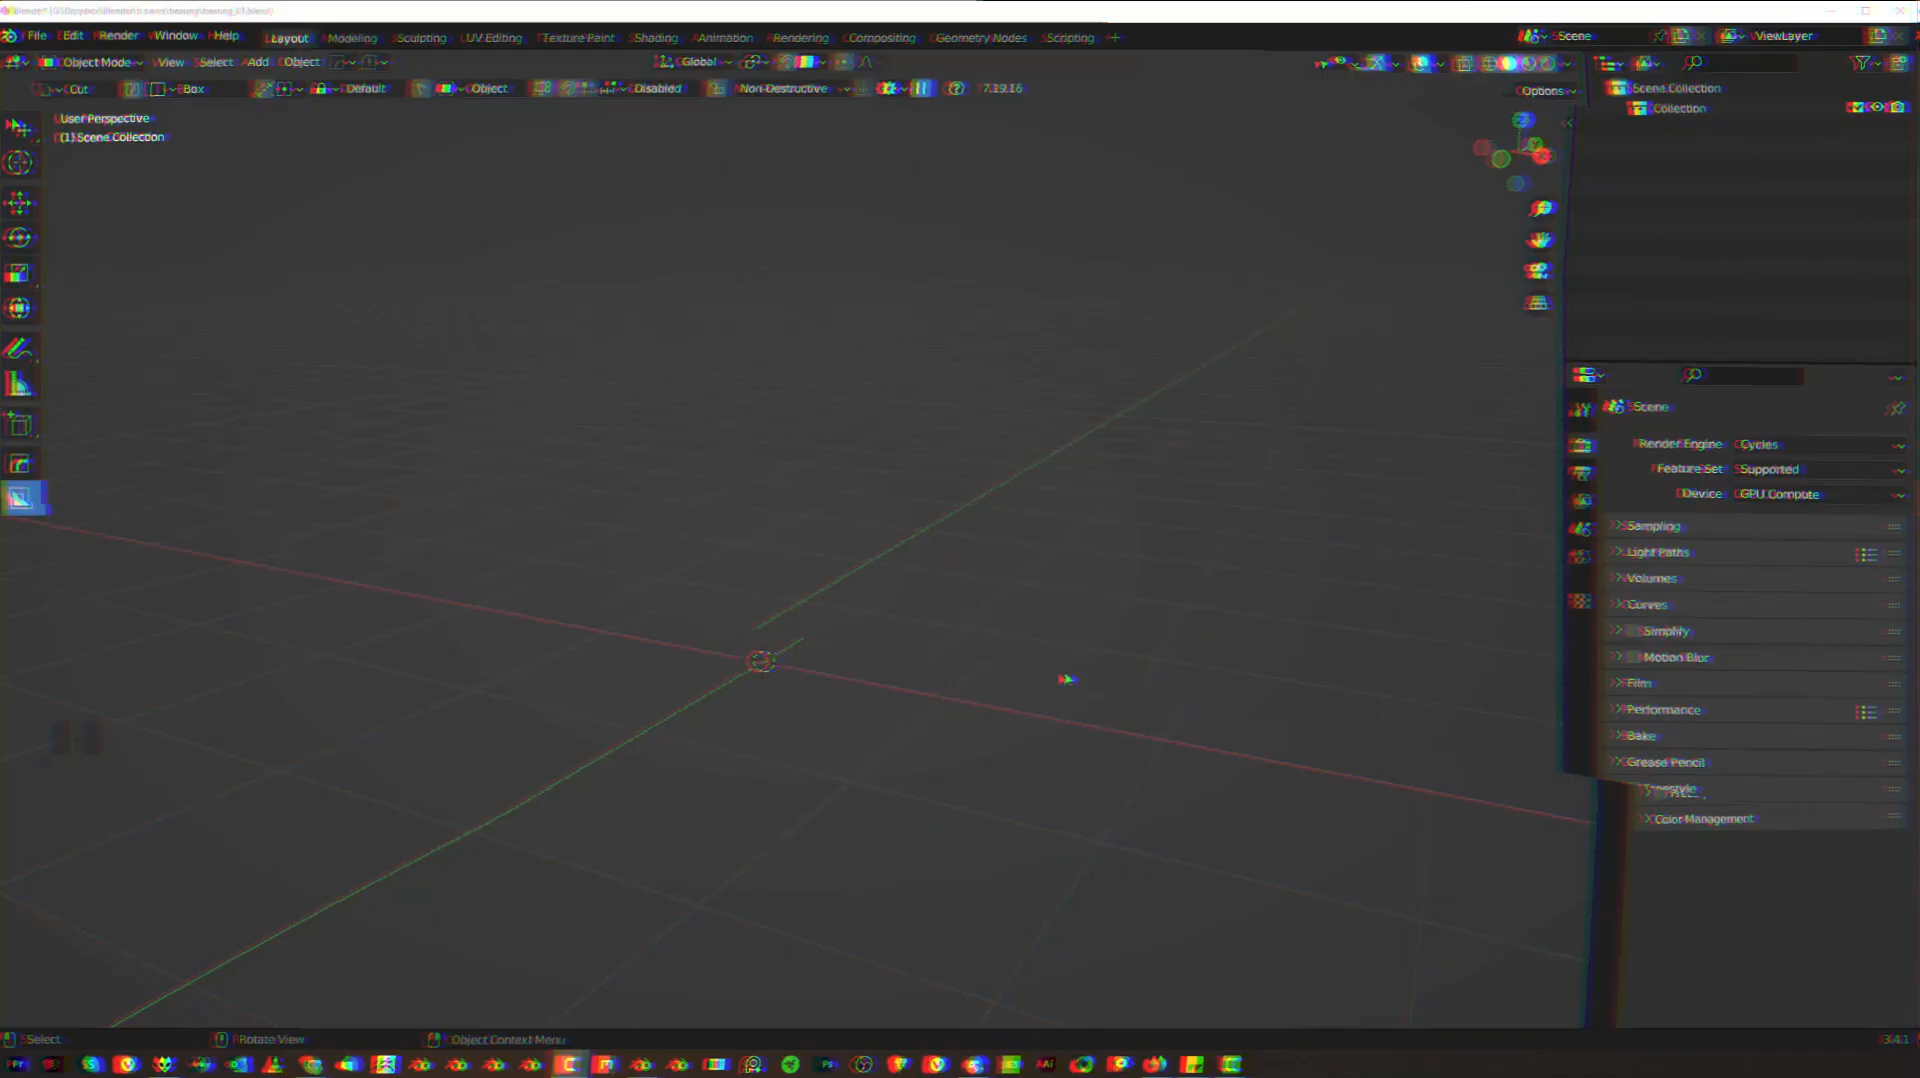 File Edit Render Window Help Layout Modeling Sculpting UV Editing Texture Paint Shading Animation Rendering Compositing Geometry Nodes Scripting +
Scene
ViewLayer
Object Mode View Select Add Object
Global
Cut Box Default Object Disabled Non-Destructive 7.19.16
Options
User Perspective
(1) Scene Collection
Scene Collection
Collection
Scene
Render Engine Cycles
Feature Set Supported
Device GPU Compute
Sampling
Light Paths
Volumes
Curves
Simplify
Motion Blur
Film
Performance
Bake
Grease Pencil
Freestyle
Color Management
Select Rotate View Object Context Menu
3.4.1